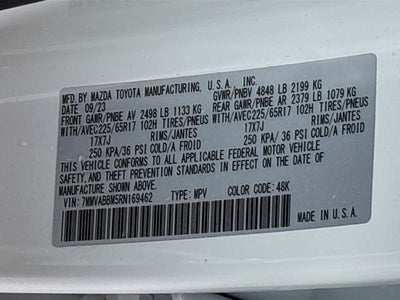 MFD. BY MAZDA TOYOTA MANUFACTURING, U.S.A., INC.
DATE 09/23 GVWR/PNBV 4848 LB 2199 KG
FRONT GAWR/PNBE AV 2498 LB 1133 KG REAR GAWR/PNBE AR 2379 LB 1079 KG
WITH/AVEC225/65R17 102H TIRES/PNEUS WITH/AVEC225/65R17 102H TIRES/PNEUS
17X7J RIMS/JANTES 17X7J RIMS/JANTES
250 KPA/36 PSI COLD/A FROID 250 KPA/36 PSI COLD/A FROID
THIS VEHICLE CONFORMS TO ALL APPLICABLE FEDERAL MOTOR VEHICLE
SAFETY, AND THEFT PREVENTION STANDARDS IN EFFECT ON THE DATE OF
MANUFACTURE SHOWN ABOVE.
VIN:7MMVABBM5RN169462 TYPE:MPV COLOR CODE:48K
MADE IN U.S.A.